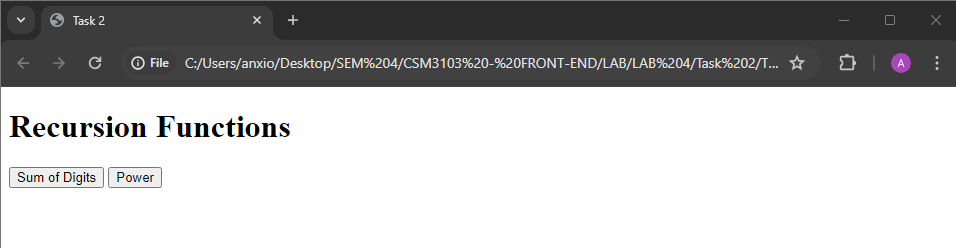 Task 2
File C:/Users/anxio/Desktop/SEM%204/CSM3103%20-%20FRONT-END/LAB/LAB%204/Task%202/T...
A
Recursion Functions
Sum of Digits Power